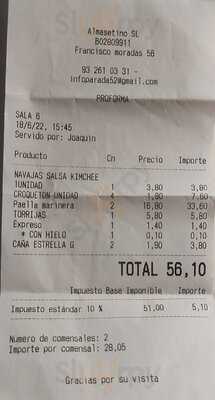 Almasetino SL
B02809911
Francisco moradas 56
93 261 03 31 -
infoparada52@gmail.com
PROFORMA
SALA 6
18/6/22, 15:45
Servido por: Joaquin
Producto Cn Precio Importe
NAVAJAS SALSA KIMCHEE
1UNIDAD 1 3,80 3,80
CROQUETON UNIDAD 4 1,90 7,60
Paella marinera 2 16,80 33,60
TORRIJAS 1 5,80 5,80
Expreso 1 1,40 1,40
* CON HIELO 1 0,10 0,10
CAÑA ESTRELLA G 2 1,90 3,80
TOTAL 56,10
Impuesto Base Imponible Importe
Impuesto estándar 10 % 51,00 5,10
Numero de comensales: 2
Importe por comensal: 28,05
Gracias por su visita